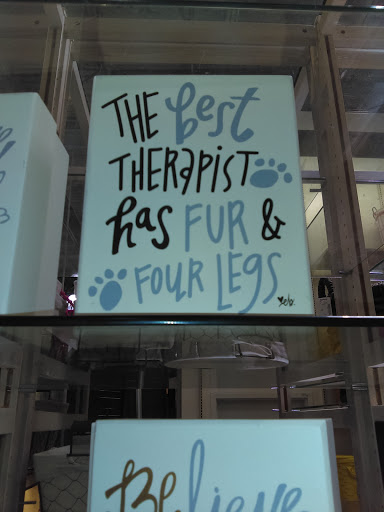 THE best
THERAPIST
has FUR &
FOUR LEGS
Believe